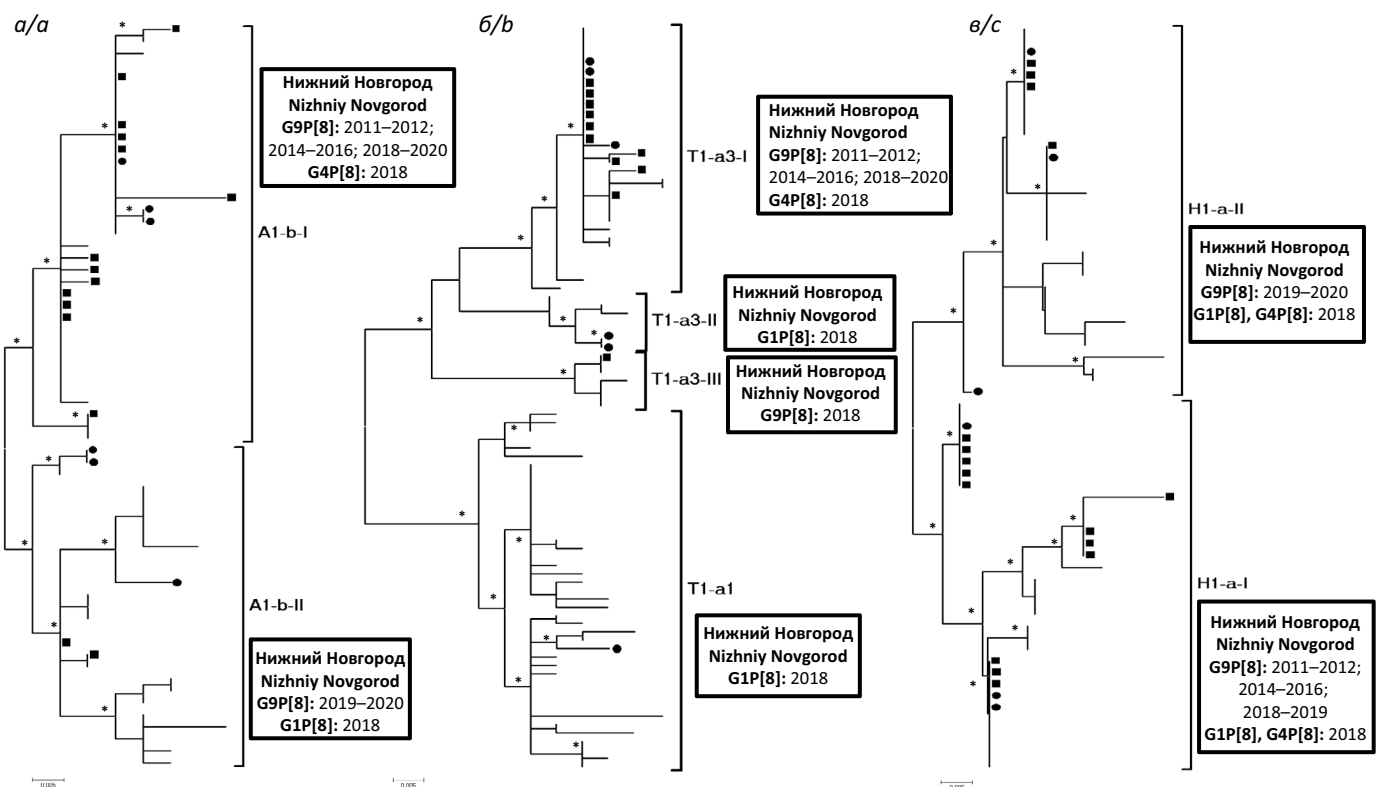 а/a
Нижний Новгород
Nizhniy Novgorod
G9P[8]: 2011–2012;
2014–2016; 2018–2020
G4P[8]: 2018
A1-b-I
A1-b-II
Нижний Новгород
Nizhniy Novgorod
G9P[8]: 2019–2020
G1P[8]: 2018
0.005
б/b
T1-a3-I
Нижний Новгород
Nizhniy Novgorod
G9P[8]: 2011–2012;
2014–2016; 2018–2020
G4P[8]: 2018
T1-a3-II
Нижний Новгород
Nizhniy Novgorod
G1P[8]: 2018
T1-a3-III
Нижний Новгород
Nizhniy Novgorod
G9P[8]: 2018
T1-a1
Нижний Новгород
Nizhniy Novgorod
G1P[8]: 2018
0.005
в/c
H1-a-II
Нижний Новгород
Nizhniy Novgorod
G9P[8]: 2019–2020
G1P[8], G4P[8]: 2018
H1-a-I
Нижний Новгород
Nizhniy Novgorod
G9P[8]: 2011–2012;
2014–2016;
2018–2019
G1P[8], G4P[8]: 2018
0.005